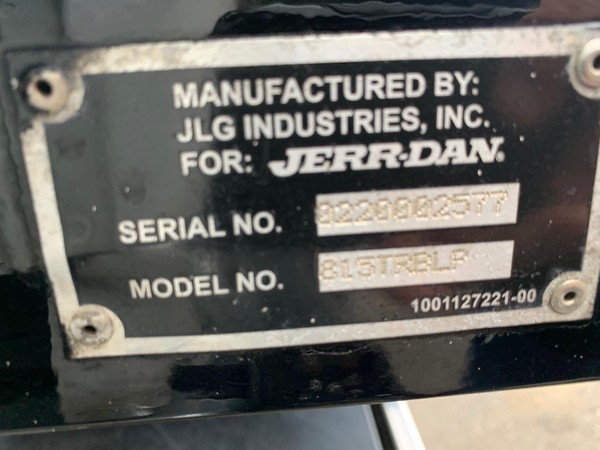 MANUFACTURED BY:
JLG INDUSTRIES, INC.
FOR: JERR-DAN®
SERIAL NO. 0220002577
MODEL NO. 815TRBLP
1001127221-00